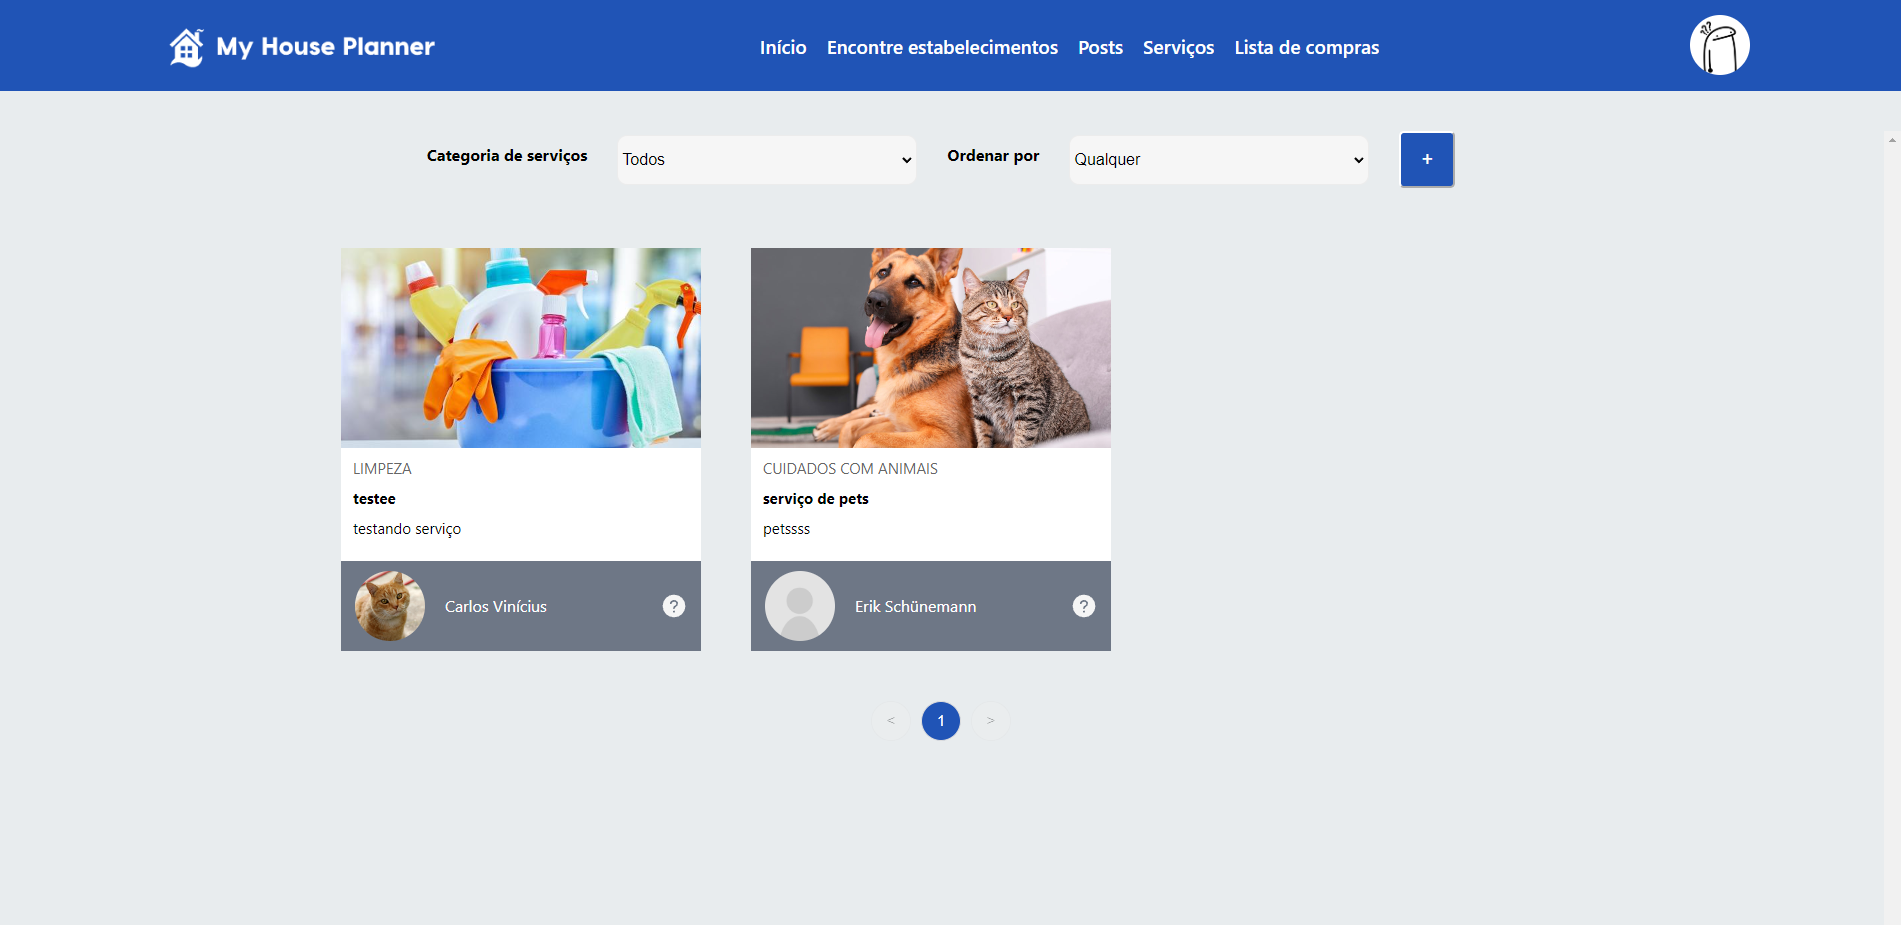 My House Planner
Início Encontre estabelecimentos Posts Serviços Lista de compras
??
Categoria de serviços Todos Ordenar por Qualquer +
LIMPEZA
testee
testando serviço
Carlos Vinícius ?
CUIDADOS COM ANIMAIS
serviço de pets
petssss
Erik Schünemann ?
< 1 >